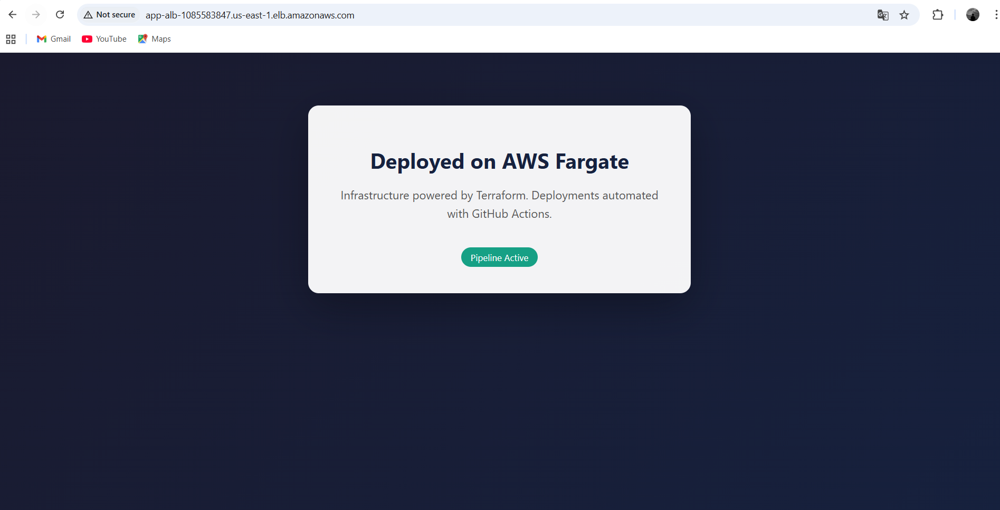 Not secure
app-alb-1085583847.us-east-1.elb.amazonaws.com
Gmail
YouTube
Maps
Deployed on AWS Fargate
Infrastructure powered by Terraform. Deployments automated
with GitHub Actions.
Pipeline Active